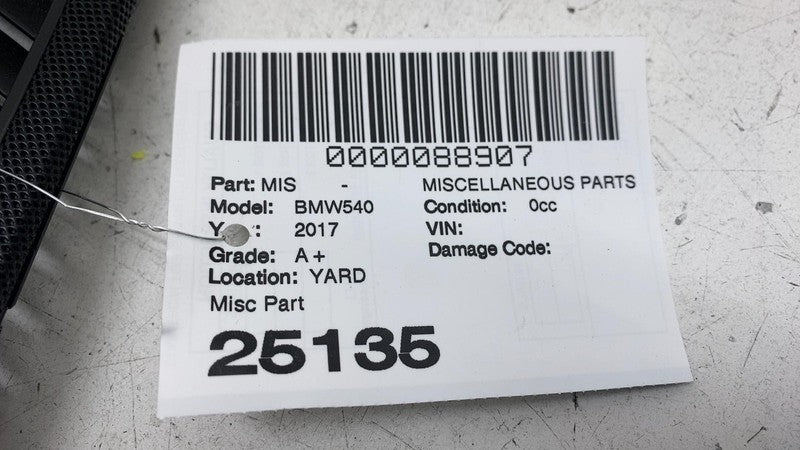 0000088907
Part: MIS - MISCELLANEOUS PARTS
Model: BMW540 Condition: 0cc
Y : 2017 VIN:
Grade: A+ Damage Code:
Location: YARD
Misc Part
25135